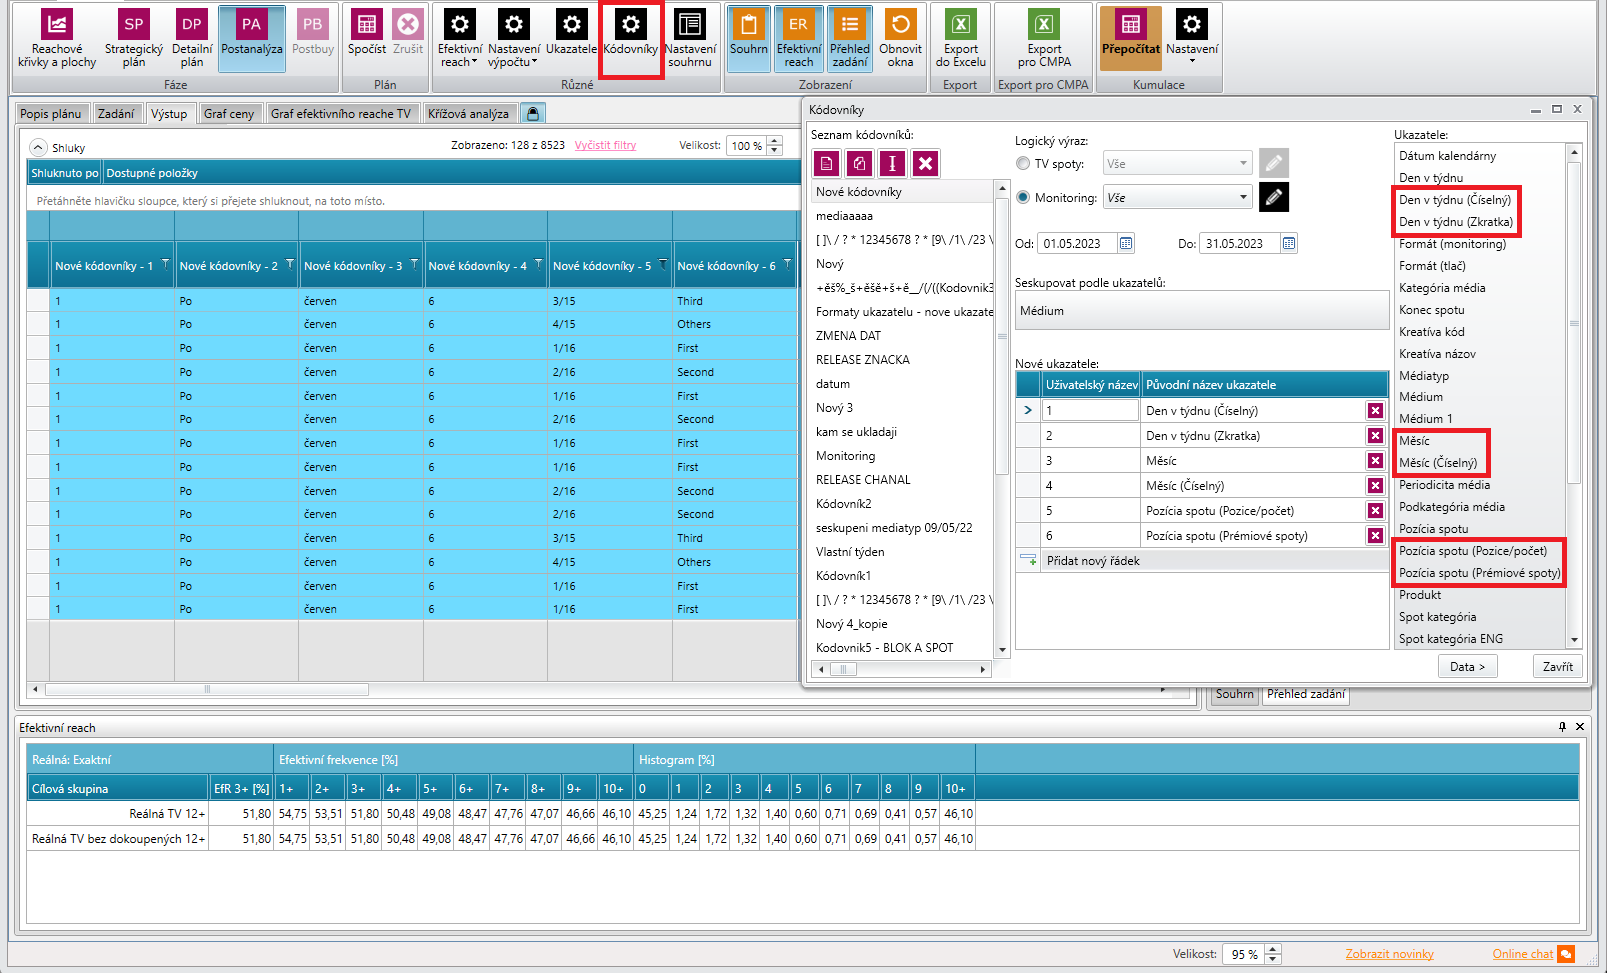 SP DP PA PB ER
Reachové křivky a plochy
Strategický plán
Detailní plán
Postanalýza
Postbuy
Spočíst
Zrušit
Efektivní reach
Nastavení výpočtu
Ukazatele
Kódovníky
Nastavení souhrnu
Souhrn
Efektivní reach
Přehled zadání
Obnovit okna
Export do Excelu
Export pro CMPA
Přepočítat
Nastavení
Fáze Plán Různé Zobrazení Export Export pro CMPA Kumulace
Popis plánu Zadání Výstup Graf ceny Graf efektivního reache TV Křížová analýza
Shluky Zobrazeno: 128 z 8523 Vyčistit filtry Velikost: 100 %
Shluknuto po Dostupné položky
Přetáhněte hlavičku sloupce, který si přejete shluknout, na toto místo.
Nové kódovníky - 1 Nové kódovníky - 2 Nové kódovníky - 3 Nové kódovníky - 4 Nové kódovníky - 5 Nové kódovníky - 6
1 Po červen 6 3/15 Third
1 Po červen 6 4/15 Others
1 Po červen 6 1/16 First
1 Po červen 6 2/16 Second
1 Po červen 6 1/16 First
1 Po červen 6 2/16 Second
1 Po červen 6 1/16 First
1 Po červen 6 1/16 First
1 Po červen 6 2/16 Second
1 Po červen 6 2/16 Second
1 Po červen 6 3/15 Third
1 Po červen 6 4/15 Others
1 Po červen 6 1/16 First
1 Po červen 6 1/16 First
Kódovníky
Seznam kódovníků:
Nové kódovníky
mediaaaaa
[ ]\ / ? * 12345678 ? * [9\ /1\ /23 \
Nový
+ěš%_š+ěšě+š+ě__/(/((Kodovnik3
Formaty ukazatelu - nove ukazate
ZMENA DAT
RELEASE ZNACKA
datum
Nový 3
kam se ukladaji
Monitoring
RELEASE CHANAL
Kódovník2
seskupeni mediatyp 09/05/22
Vlastní týden
Kódovník1
[ ]\ / ? * 12345678 ? * [9\ /1\ /23 \
Nový 4_kopie
Kodovnik5 - BLOK A SPOT
Logický výraz:
TV spoty: Vše
Monitoring: Vše
Od: 01.05.2023 Do: 31.05.2023
Seskupovat podle ukazatelů:
Médium
Nové ukazatele:
Uživatelský název Původní název ukazatele
1 Den v týdnu (Číselný)
2 Den v týdnu (Zkratka)
3 Měsíc
4 Měsíc (Číselný)
5 Pozícia spotu (Pozice/počet)
6 Pozícia spotu (Prémiové spoty)
Přidat nový řádek
Ukazatele:
Dátum kalendárny
Den v týdnu
Den v týdnu (Číselný)
Den v týdnu (Zkratka)
Formát (monitoring)
Formát (tlač)
Kategória média
Konec spotu
Kreatíva kód
Kreatíva názov
Médiatyp
Médium
Médium 1
Měsíc
Měsíc (Číselný)
Periodicita média
Podkategória média
Pozícia spotu
Pozícia spotu (Pozice/počet)
Pozícia spotu (Prémiové spoty)
Produkt
Spot kategória
Spot kategória ENG
Data > Zavřít
Souhrn Přehled zadání
Efektivní reach
Reálná: Exaktní Efektivní frekvence [%] Histogram [%]
Cílová skupina EfR 3+ [%] 1+ 2+ 3+ 4+ 5+ 6+ 7+ 8+ 9+ 10+ 0 1 2 3 4 5 6 7 8 9 10+
Reálná TV 12+ 51,80 54,75 53,51 51,80 50,48 49,08 48,47 47,76 47,07 46,66 46,10 45,25 1,24 1,72 1,32 1,40 0,60 0,71 0,69 0,41 0,57 46,10
Reálná TV bez dokoupených 12+ 51,80 54,75 53,51 51,80 50,48 49,08 48,47 47,76 47,07 46,66 46,10 45,25 1,24 1,72 1,32 1,40 0,60 0,71 0,69 0,41 0,57 46,10
Velikost: 95 % Zobrazit novinky Online chat